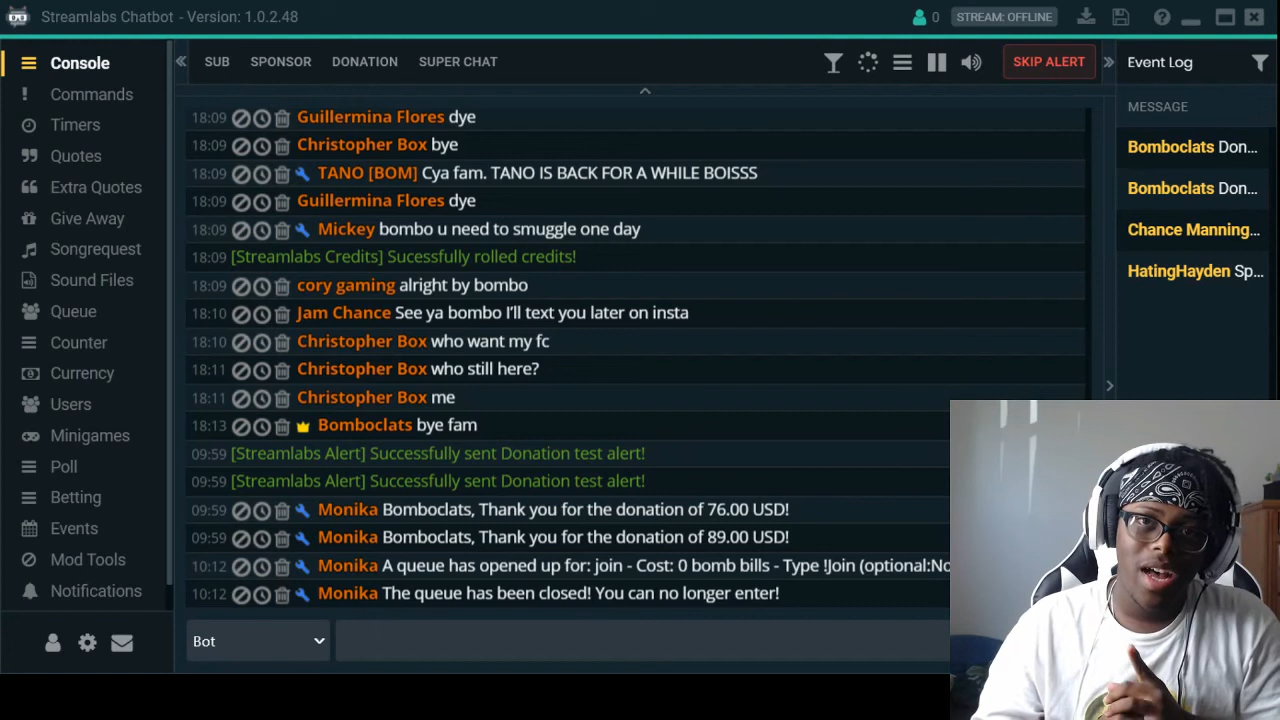 Streamlabs Chatbot - Version: 1.0.2.48
0
STREAM: OFFLINE
Console
Commands
Timers
Quotes
Extra Quotes
Give Away
Songrequest
Sound Files
Queue
Counter
Currency
Users
Minigames
Poll
Betting
Events
Mod Tools
Notifications
SUB SPONSOR DONATION SUPER CHAT
SKIP ALERT
18:09 Guillermina Flores dye
18:09 Christopher Box bye
18:09 TANO [BOM] Cya fam. TANO IS BACK FOR A WHILE BOISSS
18:09 Guillermina Flores dye
18:09 Mickey bombo u need to smuggle one day
18:09 [Streamlabs Credits] Sucessfully rolled credits!
18:09 cory gaming alright by bombo
18:10 Jam Chance See ya bombo I'll text you later on insta
18:10 Christopher Box who want my fc
18:11 Christopher Box who still here?
18:11 Christopher Box me
18:13 Bomboclats bye fam
09:59 [Streamlabs Alert] Successfully sent Donation test alert!
09:59 [Streamlabs Alert] Successfully sent Donation test alert!
09:59 Monika Bomboclats, Thank you for the donation of 76.00 USD!
09:59 Monika Bomboclats, Thank you for the donation of 89.00 USD!
10:12 Monika A queue has opened up for: join - Cost: 0 bomb bills - Type !Join (optional:No
10:12 Monika The queue has been closed! You can no longer enter!
Bot
Event Log
MESSAGE
Bomboclats Don...
Bomboclats Don...
Chance Manning...
HatingHayden Sp...